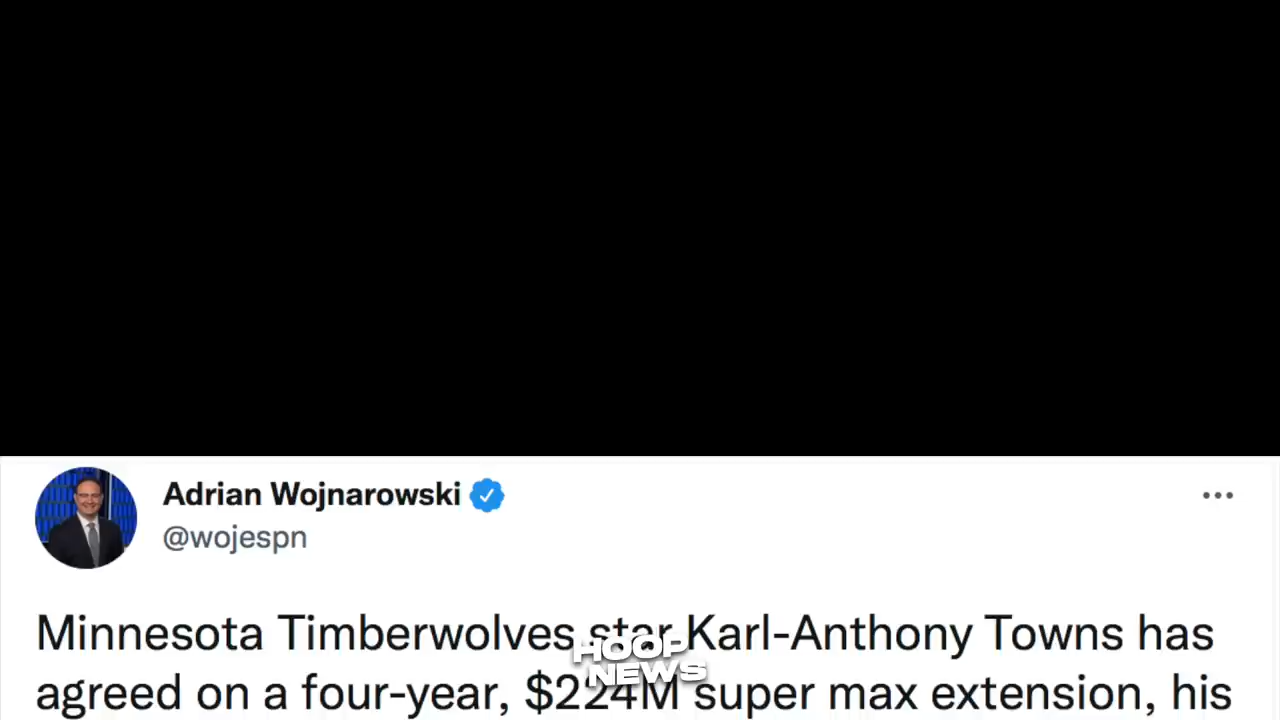 Adrian Wojnarowski
@wojespn
Minnesota Timberwolves star Karl-Anthony Towns has
HOOP
NEWS
agreed on a four-year, $224M super max extension, his